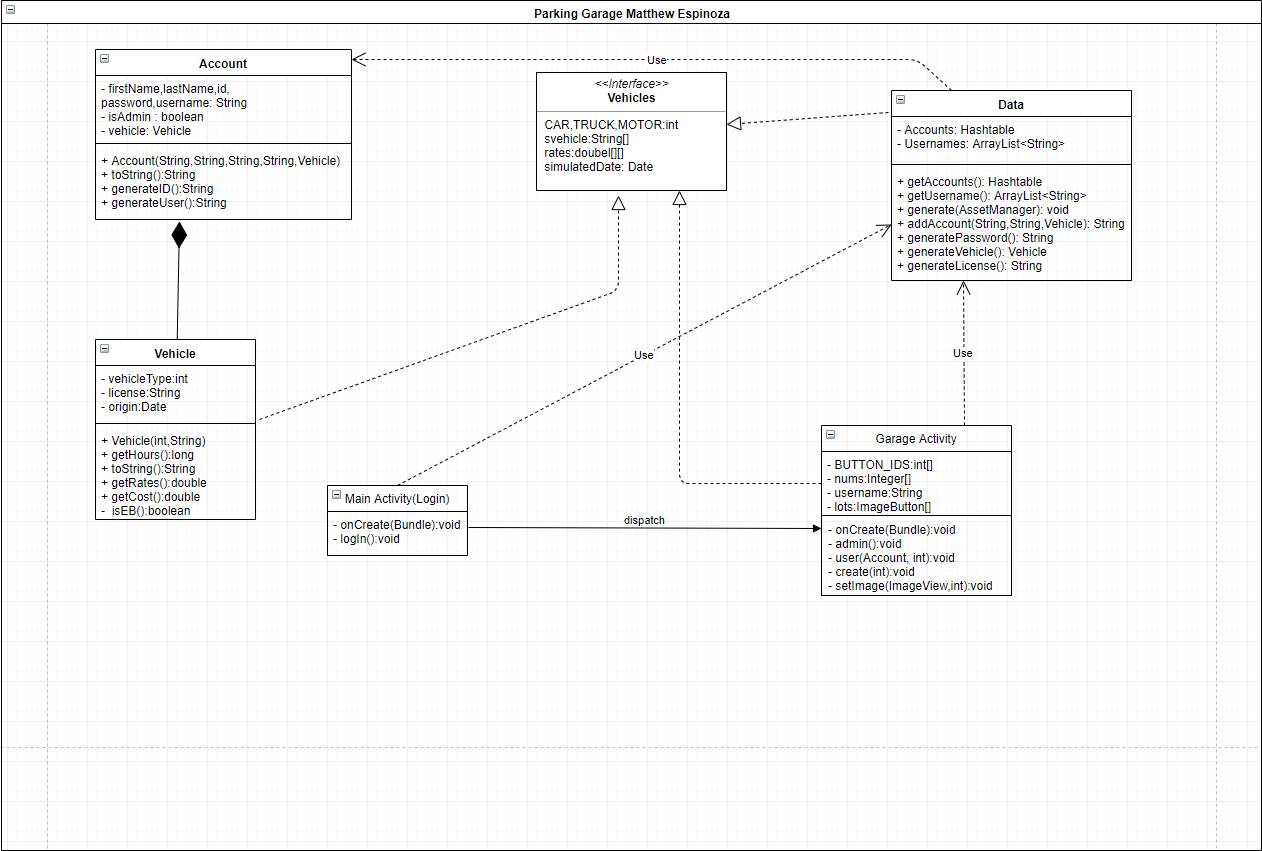 Parking Garage Matthew Espinoza
Account
- firstName,lastName,id,
password,username: String
- isAdmin : boolean
- vehicle: Vehicle
+ Account(String,String,String,String,Vehicle)
+ toString():String
+ generateID():String
+ generateUser():String
Use
<<Interface>>
Vehicles
CAR,TRUCK,MOTOR:int
svehicle:String[]
rates:doubel[][]
simulatedDate: Date
Data
- Accounts: Hashtable
- Usernames: ArrayList<String>
+ getAccounts(): Hashtable
+ getUsername(): ArrayList<String>
+ generate(AssetManager): void
+ addAccount(String,String,Vehicle): String
+ generatePassword(): String
+ generateVehicle(): Vehicle
+ generateLicense(): String
Vehicle
- vehicleType:int
- license:String
- origin:Date
+ Vehicle(int,String)
+ getHours():long
+ toString():String
+ getRates():double
+ getCost():double
- isEB():boolean
Use
Use
Main Activity(Login)
- onCreate(Bundle):void
- logIn():void
dispatch
Garage Activity
- BUTTON_IDS:int[]
- nums:Integer[]
- username:String
- lots:ImageButton[]
- onCreate(Bundle):void
- admin():void
- user(Account, int):void
- create(int):void
- setImage(ImageView,int):void